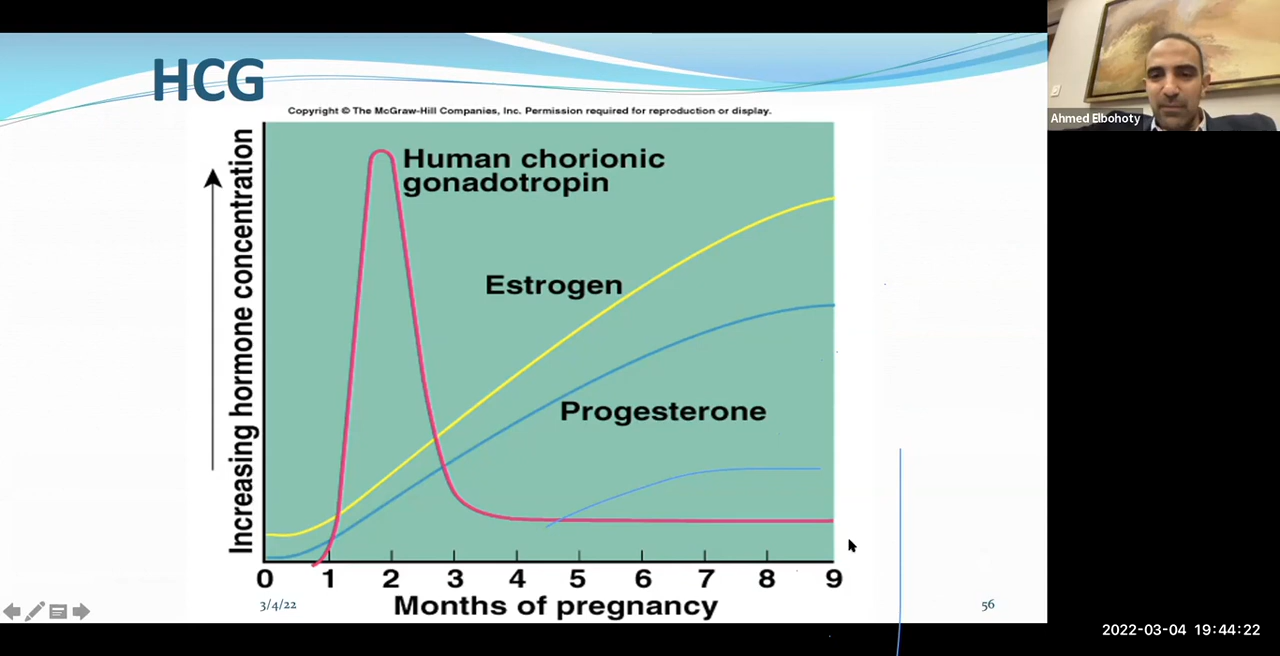 HCG
Copyright © The McGraw-Hill Companies, Inc. Permission required for reproduction or display.
Ahmed Elbohoty
Increasing hormone concentration
Human chorionic
gonadotropin
Estrogen
Progesterone
0 1 2 3 4 5 6 7 8 9
Months of pregnancy
3/4/22
56
2022-03-04 19:44:22